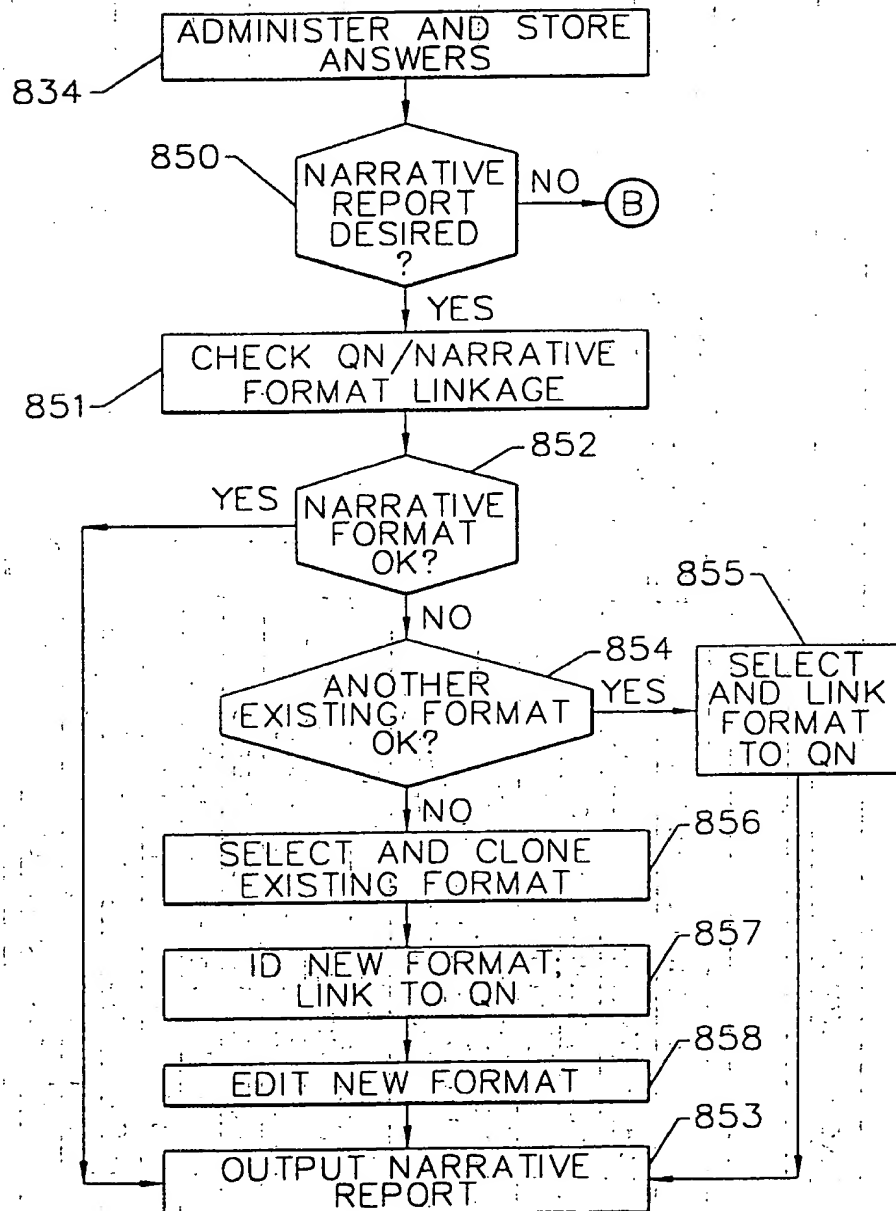 ADMINISTER AND STORE
ANSWERS
834
850
NARRATIVE
REPORT
DESIRED
?
NO
B
YES
CHECK QN/NARRATIVE
FORMAT LINKAGE
851
852
YES
NARRATIVE
FORMAT
OK?
NO
855
854
ANOTHER
EXISTING FORMAT
OK?
YES
SELECT
AND LINK
FORMAT
TO QN
NO
856
SELECT AND CLONE
EXISTING FORMAT
857
ID NEW FORMAT;
LINK TO QN
858
EDIT NEW FORMAT
853
OUTPUT NARRATIVE
REPORT